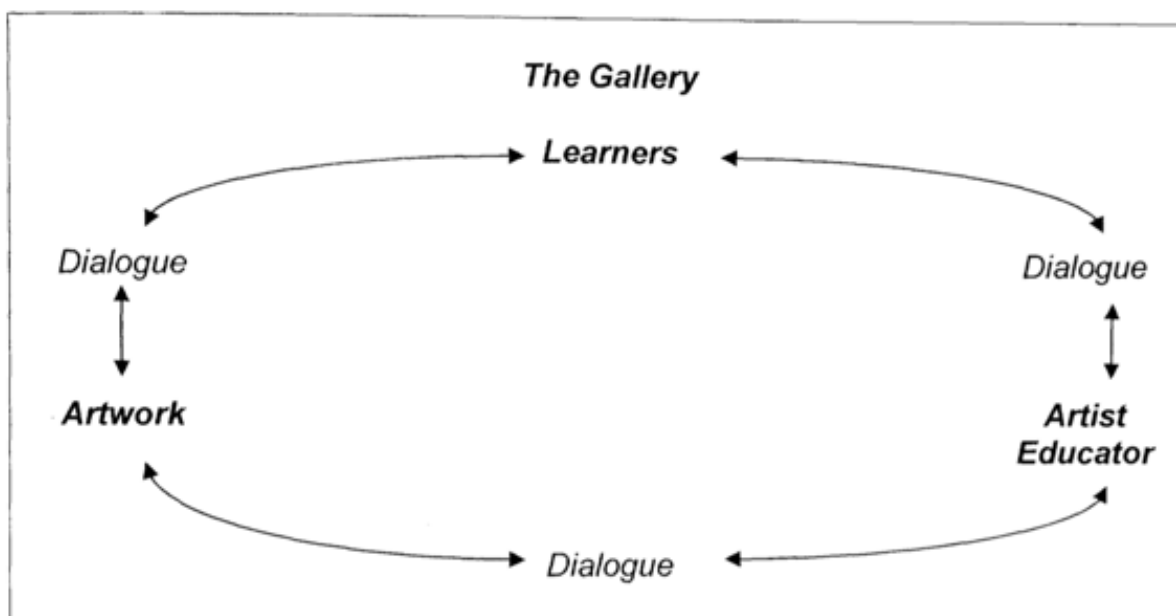 The Gallery
Learners
Dialogue
Dialogue
Artwork
Artist
Educator
Dialogue